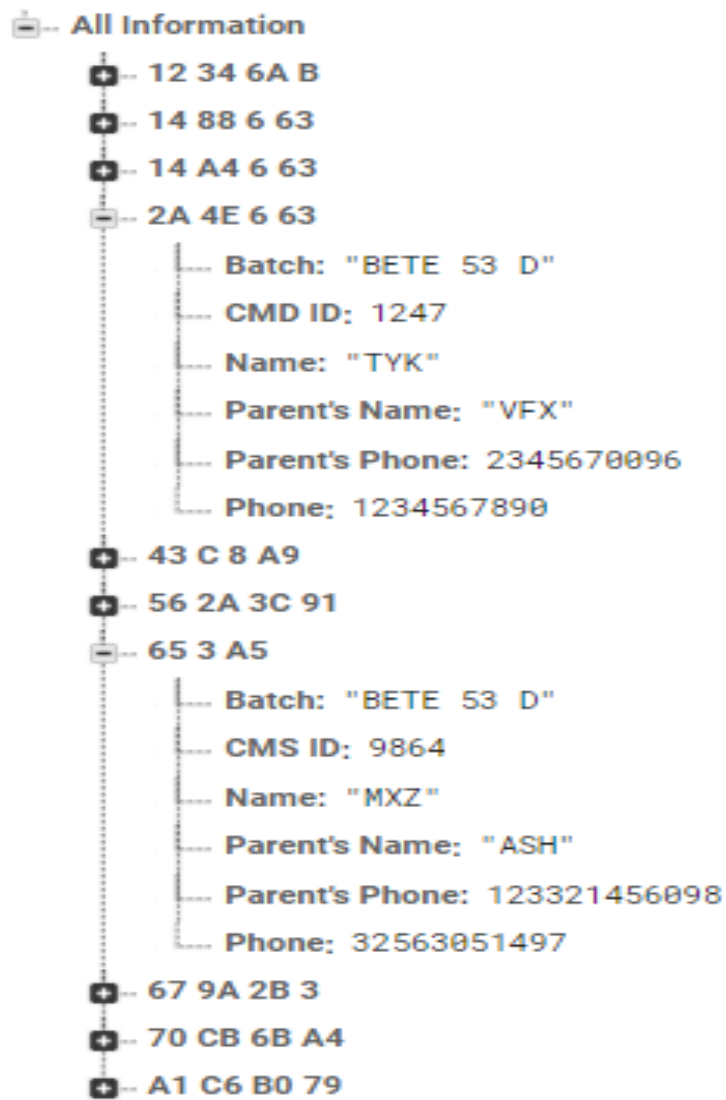 All Information
12 34 6A B
14 88 6 63
14 A4 6 63
2A 4E 6 63
Batch: "BETE 53 D"
CMD ID: 1247
Name: "TYK"
Parent's Name: "VFX"
Parent's Phone: 2345670096
Phone: 1234567890
43 C 8 A9
56 2A 3C 91
65 3 A5
Batch: "BETE 53 D"
CMS ID: 9864
Name: "MXZ"
Parent's Name: "ASH"
Parent's Phone: 123321456098
Phone: 32563051497
67 9A 2B 3
70 CB 6B A4
A1 C6 B0 79